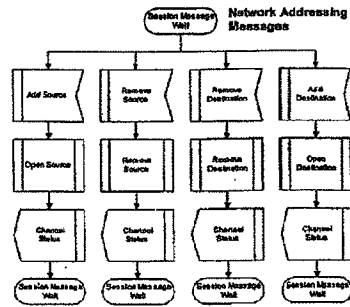 Session Message
Wait
Network Addressing
Messages
Add Source
Remove
Source
Remove
Destination
Add
Destination
Open Source
Remove
Source
Remove
Destination
Open
Destination
Channel
Status
Channel
Status
Channel
Status
Channel
Status
Session Message
Wait
Session Message
Wait
Session Message
Wait
Session Message
Wait